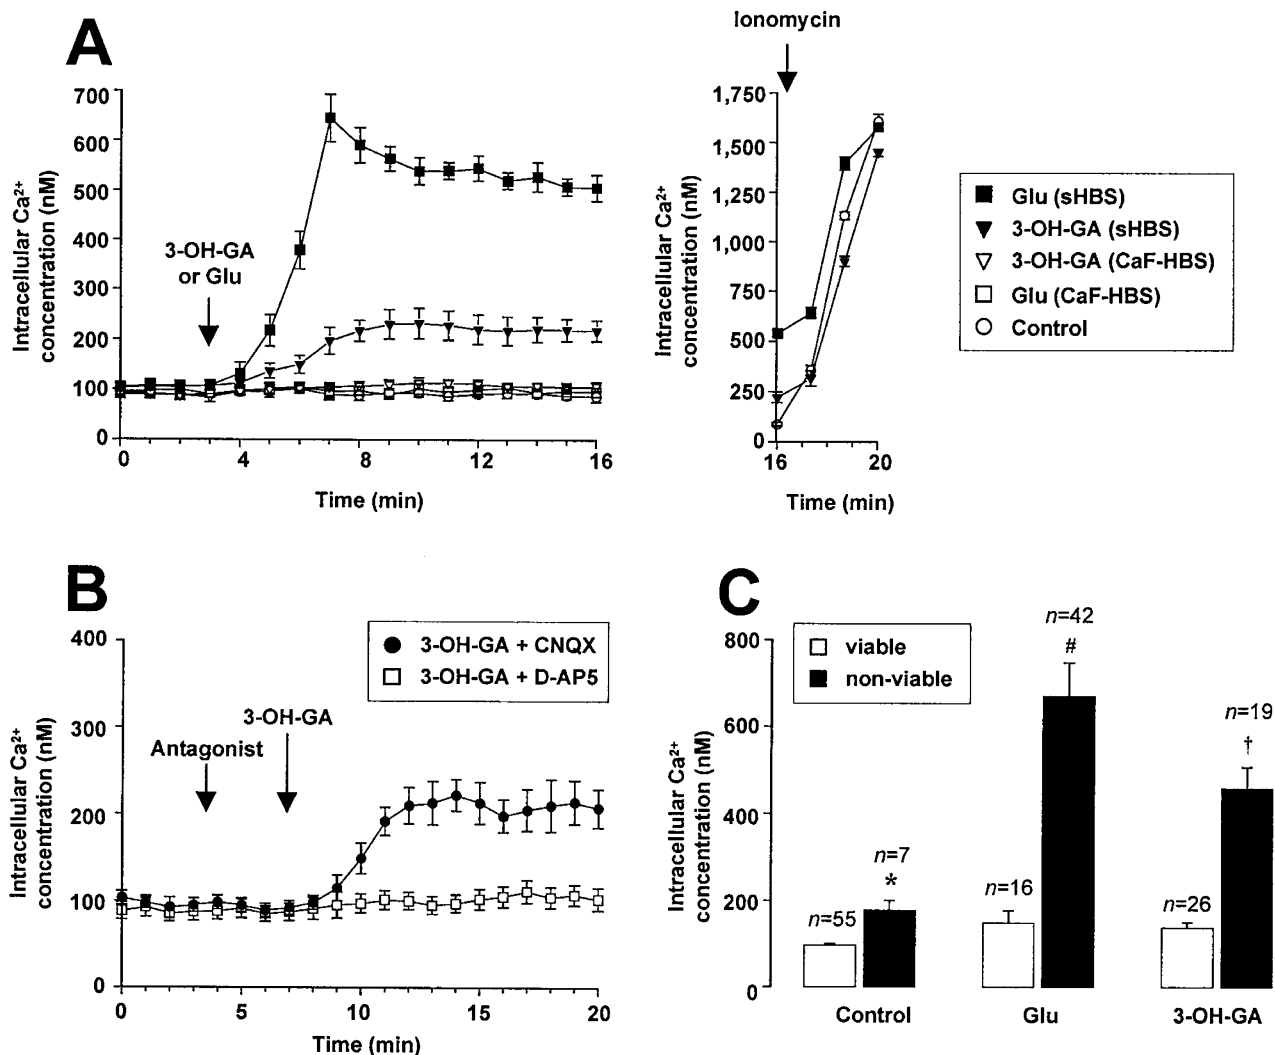 A
Ionomycin
700
600
500
400
300
200
100
0
Intracellular Ca²⁺
concentration (nM)
3-OH-GA
or Glu
0
4
8
12
16
Time (min)
1,750
1,500
1,250
1,000
750
500
250
0
Intracellular Ca²⁺
concentration (nM)
16
20
Time (min)
Glu (sHBS)
3-OH-GA (sHBS)
3-OH-GA (CaF-HBS)
Glu (CaF-HBS)
Control
B
400
300
200
100
0
Intracellular Ca²⁺
concentration (nM)
3-OH-GA + CNQX
3-OH-GA + D-AP5
Antagonist
3-OH-GA
0
5
10
15
20
Time (min)
C
800
600
400
200
0
Intracellular Ca²⁺
concentration (nM)
viable
non-viable
n=55
n=7
*
n=16
n=42
#
n=26
n=19
†
Control
Glu
3-OH-GA